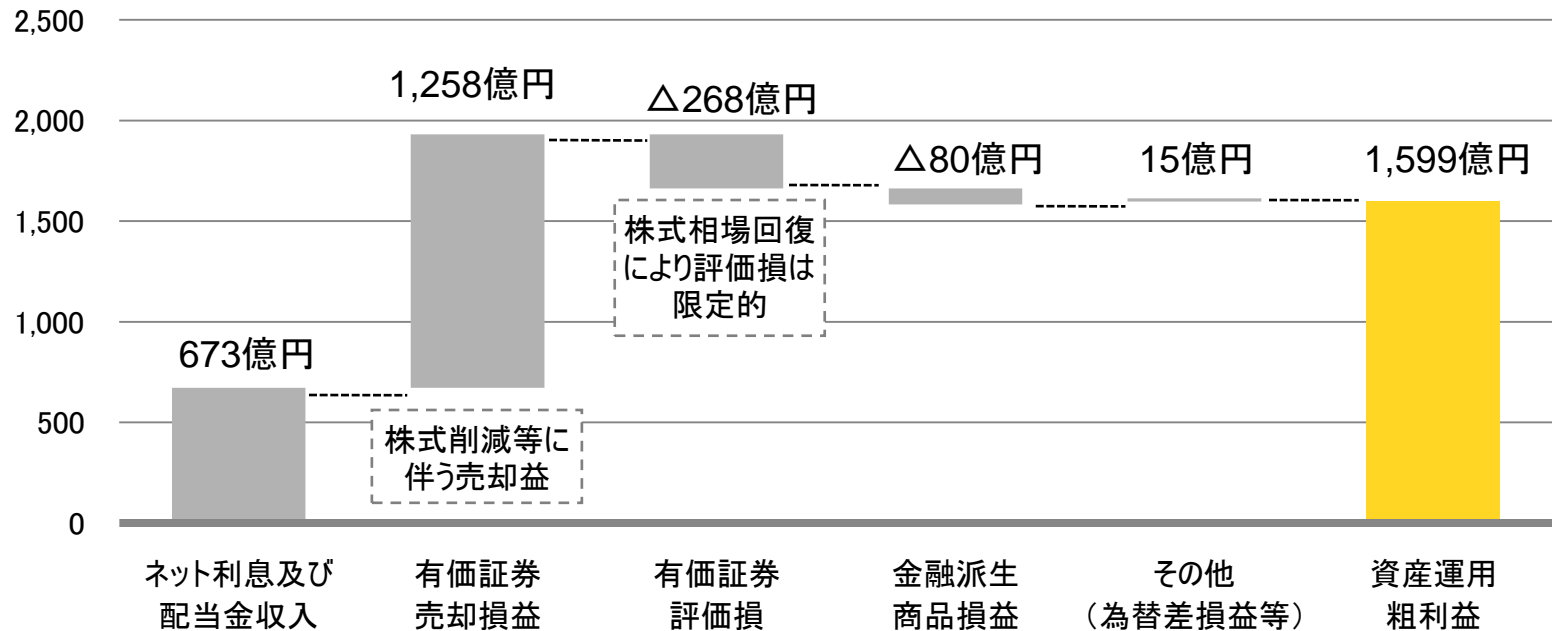 2,500
2,000
1,500
1,000
500
0
673億円
1,258億円
△268億円
△80億円
15億円
1,599億円
株式削減等に
伴う売却益
株式相場回復
により評価損は
限定的
ネット利息及び
配当金収入
有価証券
売却損益
有価証券
評価損
金融派生
商品損益
その他
（為替差損益等）
資産運用
粗利益